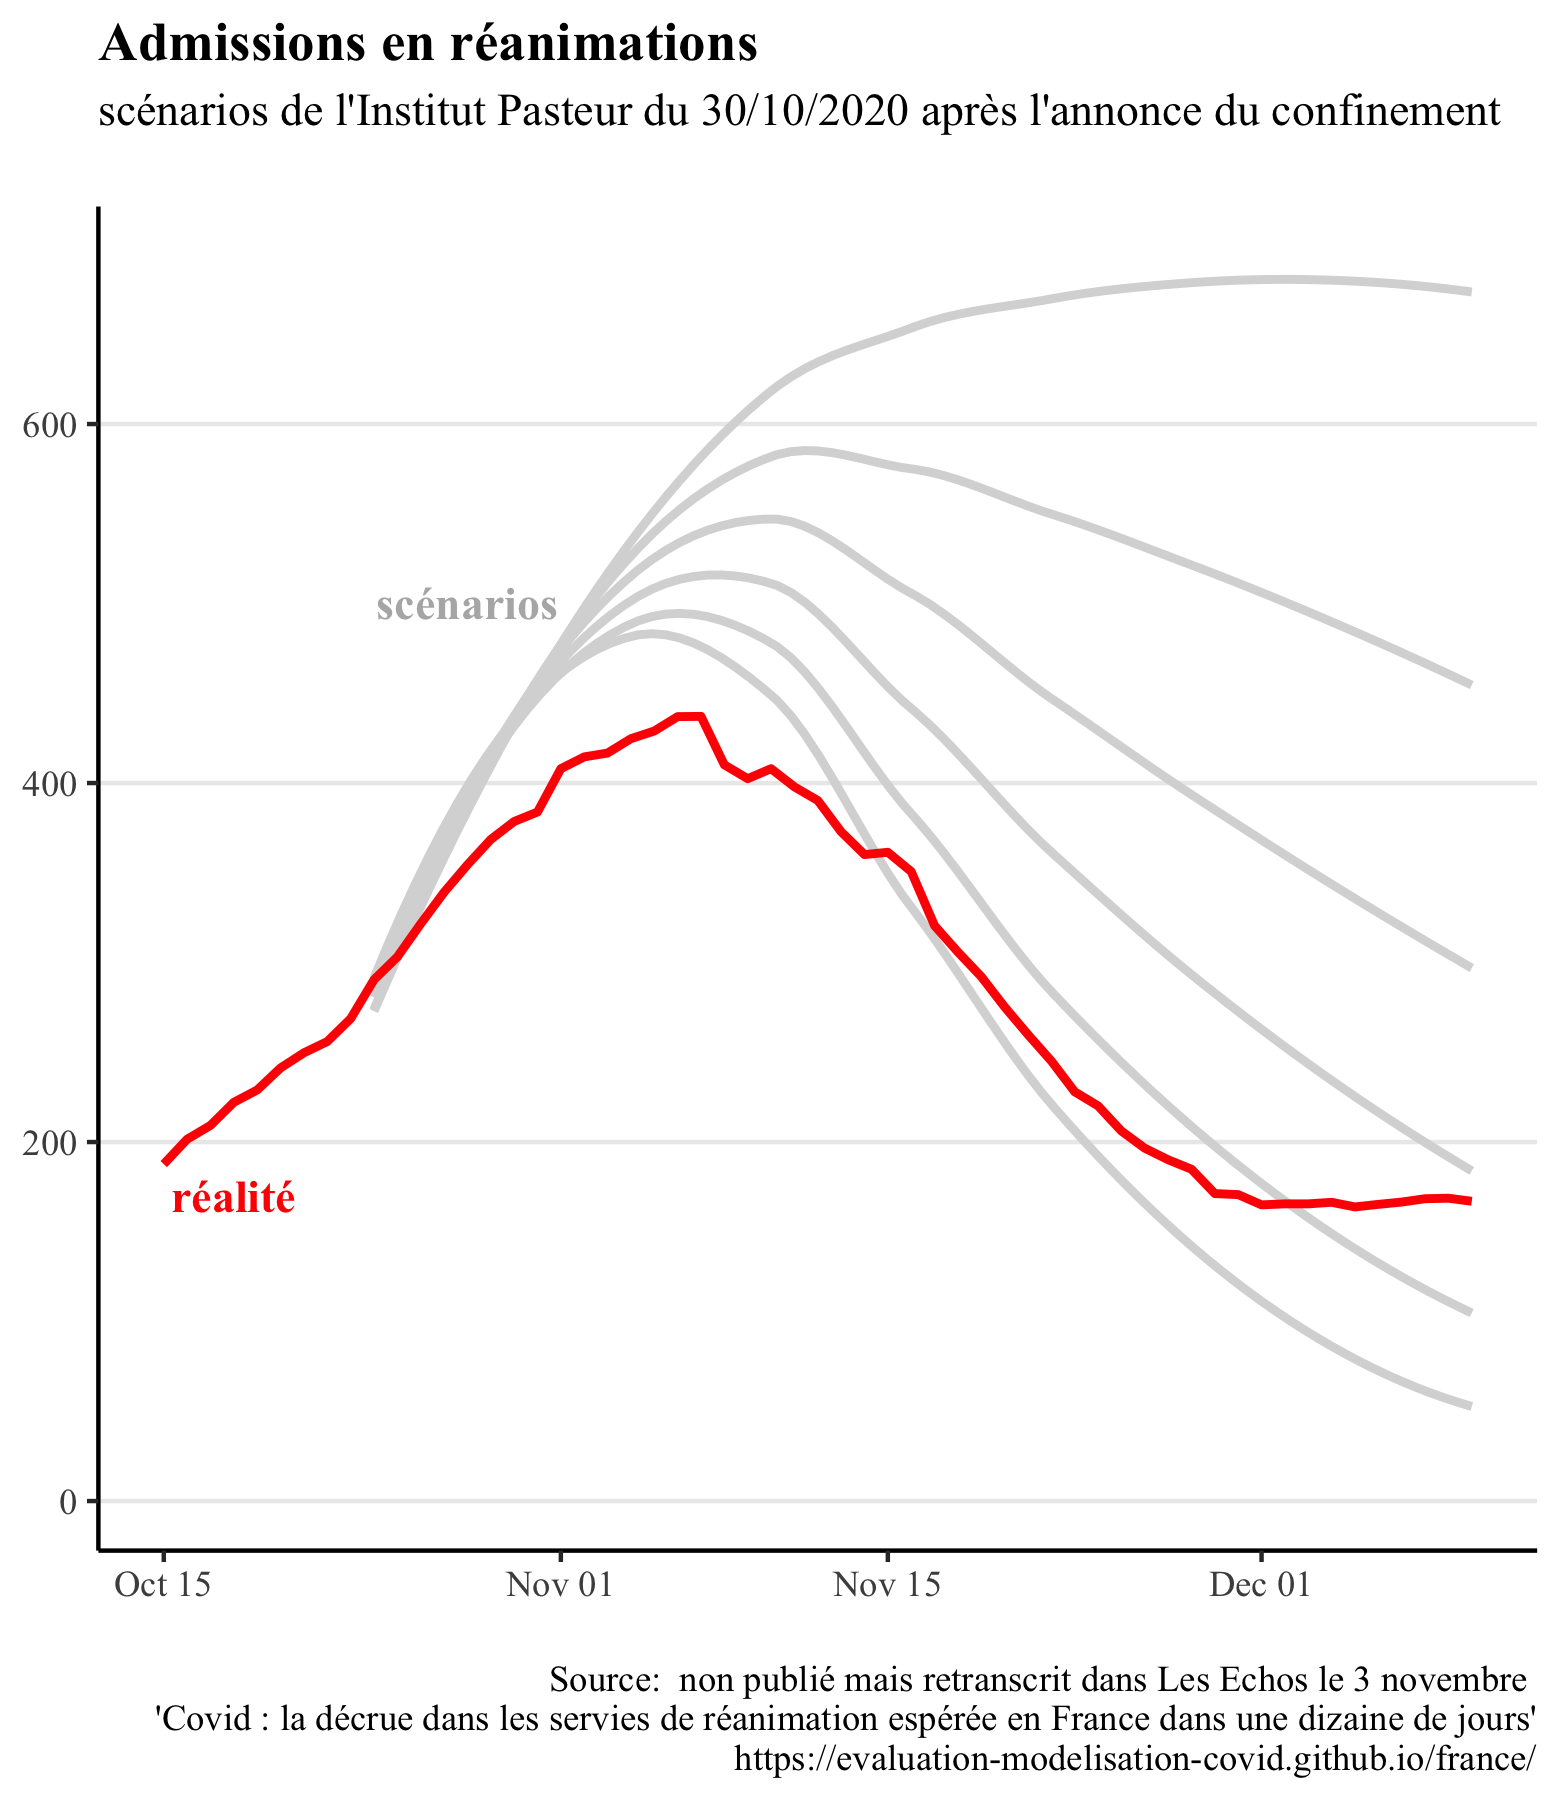 Admissions en réanimations
scénarios de l'Institut Pasteur du 30/10/2020 après l'annonce du confinement
600
scénarios
400
200
réalité
0
Oct 15 Nov 01 Nov 15 Dec 01
Source:  non publié mais retranscrit dans Les Echos le 3 novembre
'Covid : la décrue dans les servies de réanimation espérée en France dans une dizaine de jours'
https://evaluation-modelisation-covid.github.io/france/